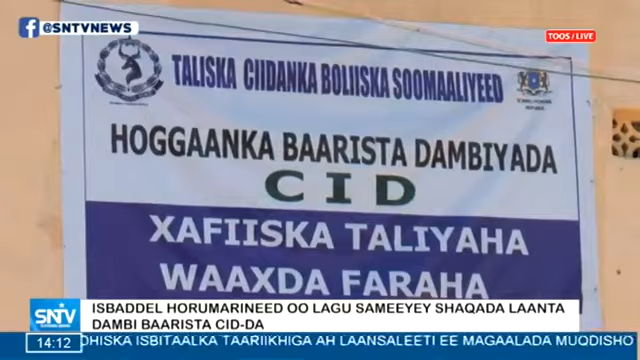 @SNTVNEWS
TOOS/LIVE
TALISKA CIIDANKA BOLIISKA SOOMAALIYEED
HOGGAANKA BAARISTA DAMBIYADA
CID
XAFIISKA TALIYAHA
WAAXDA FARAHA
SNTV
ISBADDEL HORUMARINEED OO LAGU SAMEEYEY SHAQADA LAANTA
DAMBI BAARISTA CID-DA
14:12 DHISKA ISBITAALKA TAARIIKHIGA AH LAANSALEETI EE MAGAALADA MUQDISHO